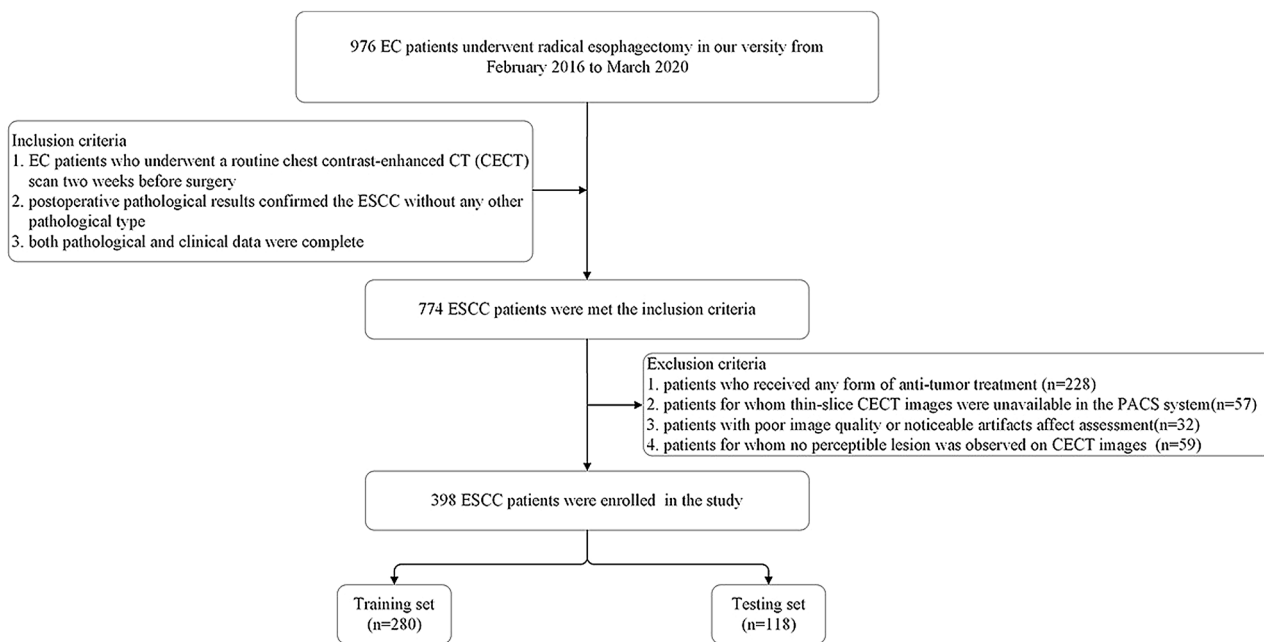 976 EC patients underwent radical esophagectomy in our versity from
February 2016 to March 2020
Inclusion criteria
1. EC patients who underwent a routine chest contrast-enhanced CT (CECT)
scan two weeks before surgery
2. postoperative pathological results confirmed the ESCC without any other
pathological type
3. both pathological and clinical data were complete
774 ESCC patients were met the inclusion criteria
Exclusion criteria
1. patients who received any form of anti-tumor treatment (n=228)
2. patients for whom thin-slice CECT images were unavailable in the PACS system(n=57)
3. patients with poor image quality or noticeable artifacts affect assessment(n=32)
4. patients for whom no perceptible lesion was observed on CECT images (n=59)
398 ESCC patients were enrolled in the study
Training set
(n=280)
Testing set
(n=118)